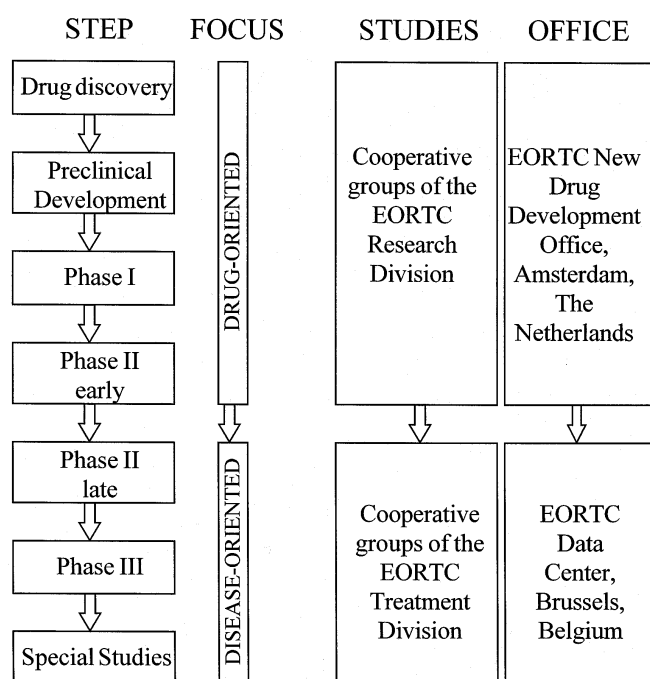 STEP
FOCUS
STUDIES
OFFICE
Drug discovery
Preclinical
Development
Phase I
Phase II
early
Phase II
late
Phase III
Special Studies
DRUG-ORIENTED
DISEASE-ORIENTED
Cooperative
groups of the
EORTC
Research
Division
Cooperative
groups of the
EORTC
Treatment
Division
EORTC New
Drug
Development
Office,
Amsterdam,
The
Netherlands
EORTC
Data
Center,
Brussels,
Belgium